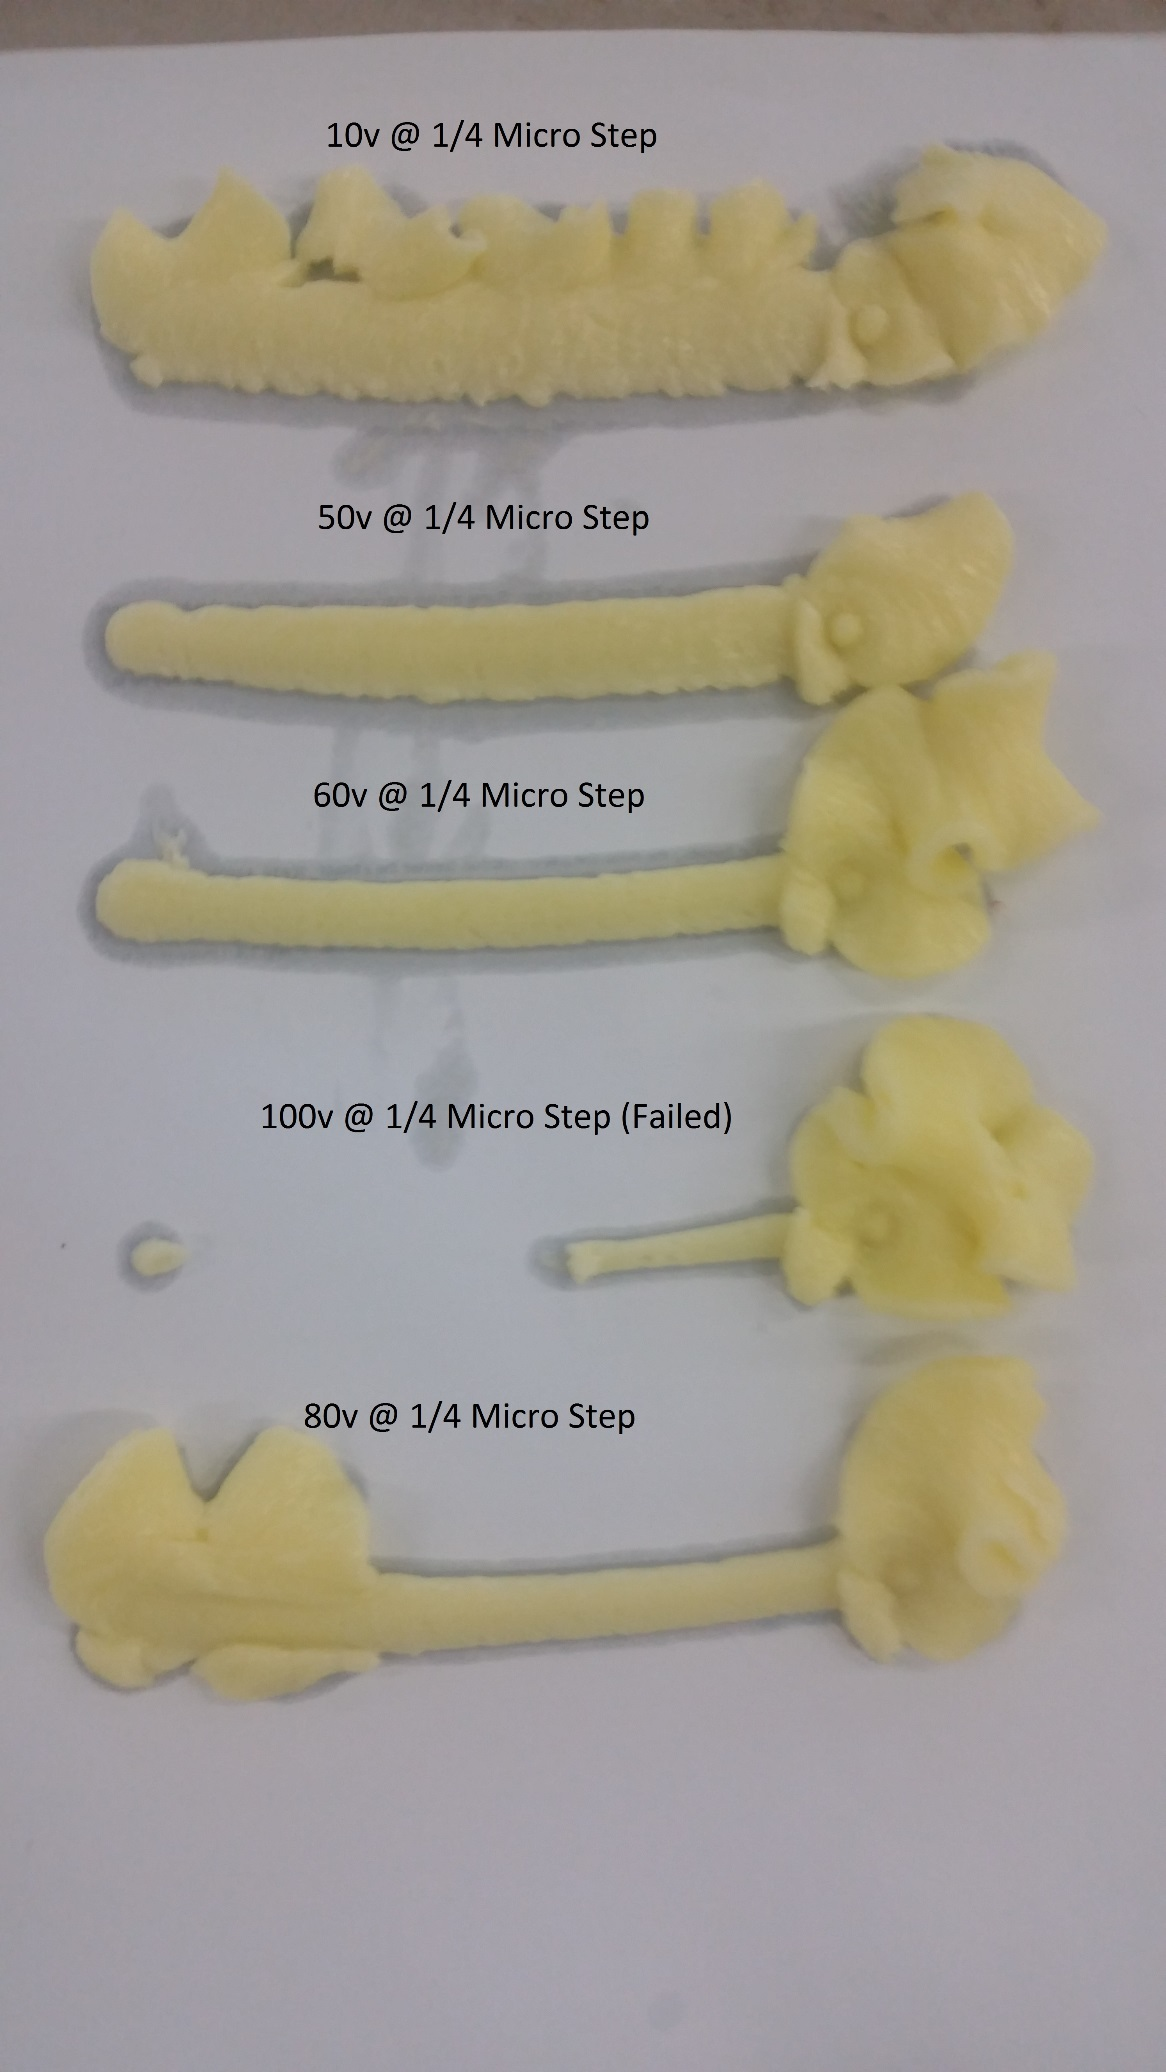 10v @ 1/4 Micro Step
50v @ 1/4 Micro Step
60v @ 1/4 Micro Step
100v @ 1/4 Micro Step (Failed)
80v @ 1/4 Micro Step